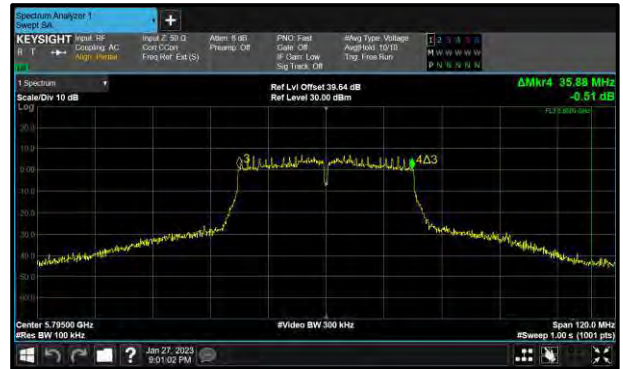 Spectrum Analyzer 1
Swept SA
+
KEYSIGHT
R T
Input: RF
Coupling: AC
Align: Partial
Input Z: 50 Ω
Corr CCorr
Freq Ref: Ext (S)
Atten: 6 dB
Preamp: Off
PNO: Fast
Gate: Off
IF Gain: Low
Sig Track: Off
#Avg Type: Voltage
Avg|Hold: 10/10
Trig: Free Run
1 2 3 4 5 6
M W W W W W
P N N N N N
1 Spectrum
Scale/Div 10 dB
Ref Lvl Offset 39.64 dB
Ref Level 30.00 dBm
ΔMkr4 35.88 MHz
-0.51 dB
Log
20.0
10.0
0.00
-10.0
-20.0
-30.0
-40.0
-50.0
-60.0
3
4Δ3
Center 5.79500 GHz
#Res BW 100 kHz
#Video BW 300 kHz
Span 120.0 MHz
#Sweep 1.00 s (1001 pts)
?
Jan 27, 2023
9:01:02 PM